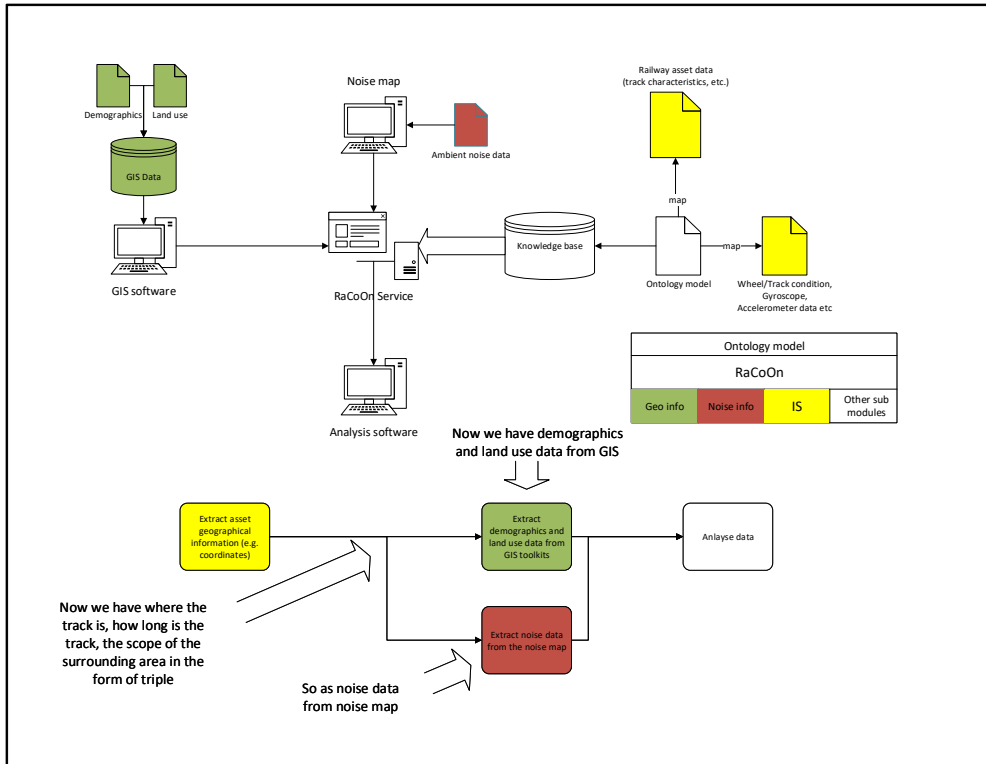 Demographics
Land use
GIS Data
GIS software
Noise map
Ambient noise data
RaCoOn Service
Analysis software
Knowledge base
Railway asset data
(track characteristics, etc.)
map
Ontology model
map
Wheel/Track condition,
Gyroscope,
Accelerometer data etc
Ontology model
RaCoOn
Geo info
Noise info
IS
Other sub
modules
Now we have demographics
and land use data from GIS
Extract asset
geographical
information (e.g.
coordinates)
Extract
demographics and
land use data from
GIS toolkits
Anlayse data
Now we have where the
track is, how long is the
track, the scope of the
surrounding area in the
form of triple
Extract noise data
from the noise map
So as noise data
from noise map